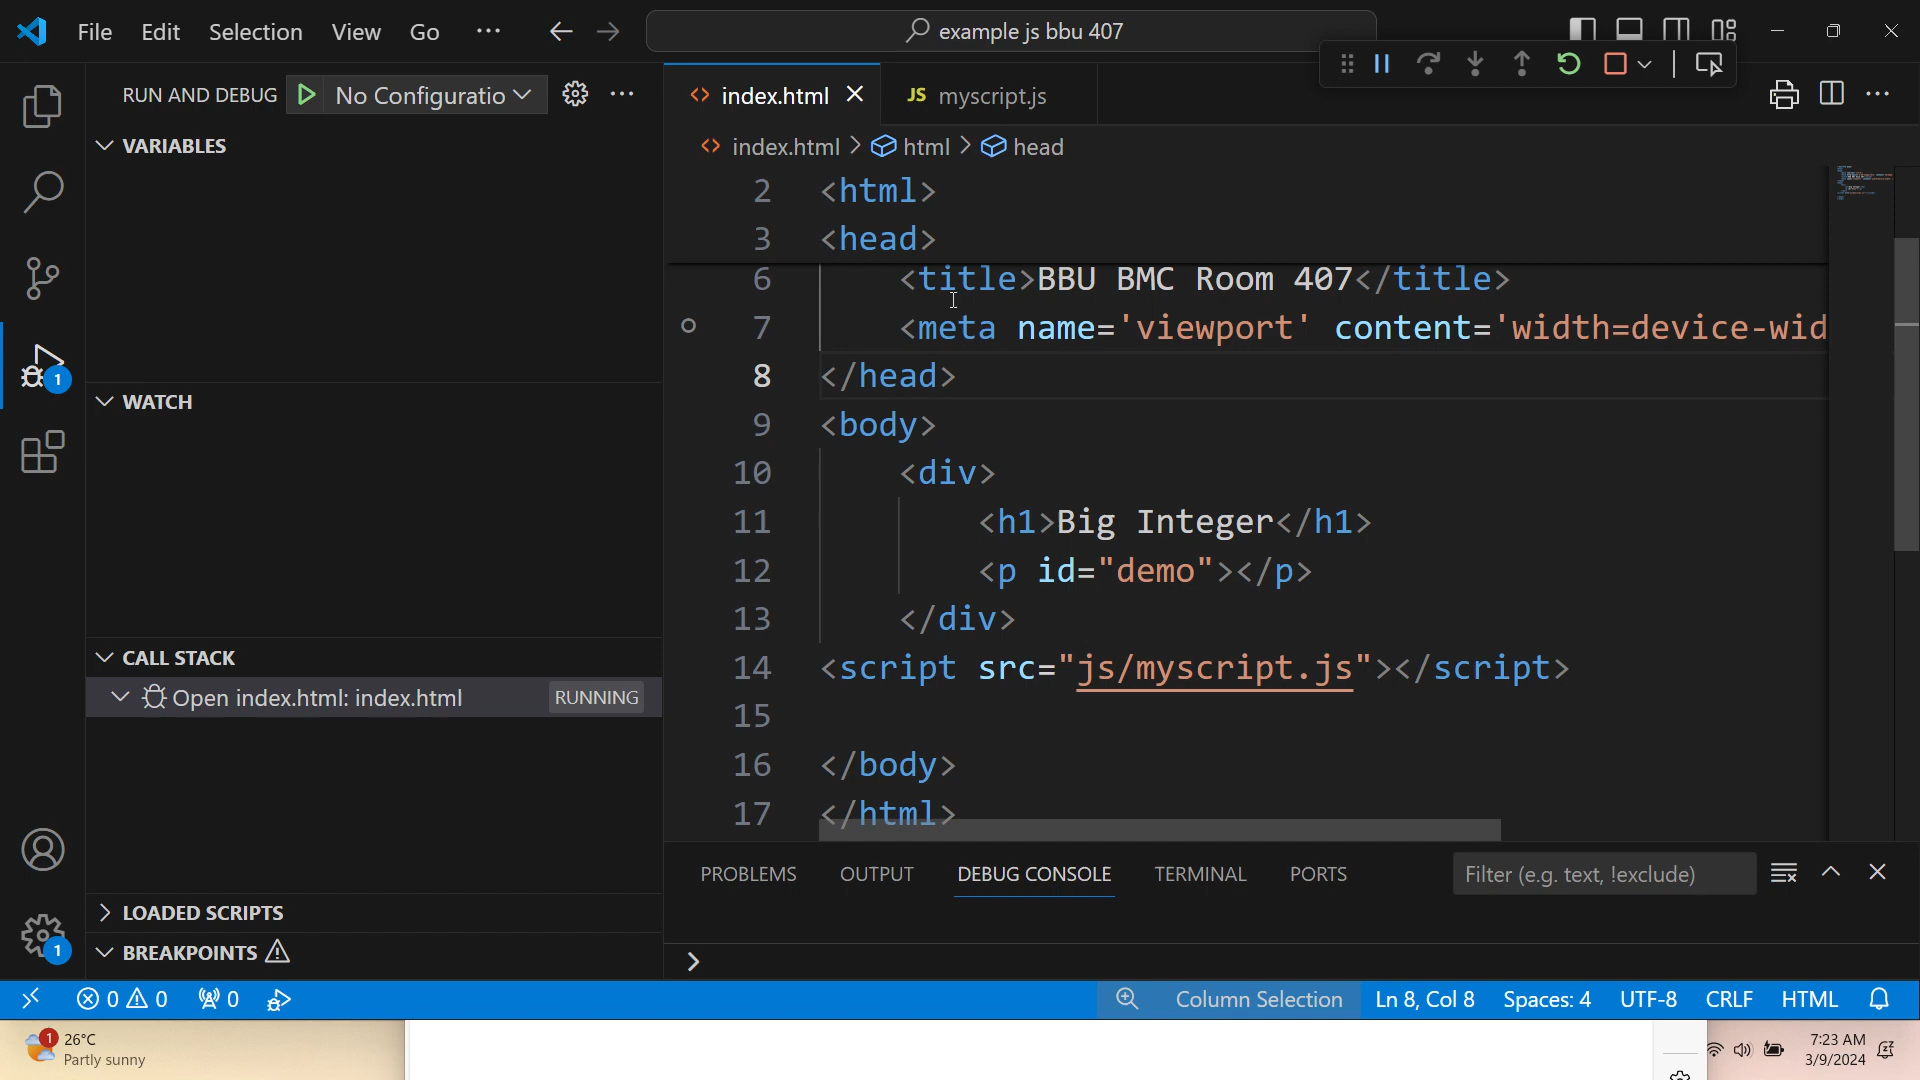 File Edit Selection View Go ··· example js bbu 407
RUN AND DEBUG No Configuratio
VARIABLES
WATCH
CALL STACK
Open index.html: index.html RUNNING
LOADED SCRIPTS
BREAKPOINTS
index.html JS myscript.js
index.html > html > head
2 <html>
3 <head>
6 <title>BBU BMC Room 407</title>
7 <meta name='viewport' content='width=device-wid
8 </head>
9 <body>
10 <div>
11 <h1>Big Integer</h1>
12 <p id="demo"></p>
13 </div>
14 <script src="js/myscript.js"></script>
15
16 </body>
17 </html>
PROBLEMS OUTPUT DEBUG CONSOLE TERMINAL PORTS Filter (e.g. text, !exclude)
1
1
0 0 0 Column Selection Ln 8, Col 8 Spaces: 4 UTF-8 CRLF HTML
1 26°C
Partly sunny
7:23 AM
3/9/2024